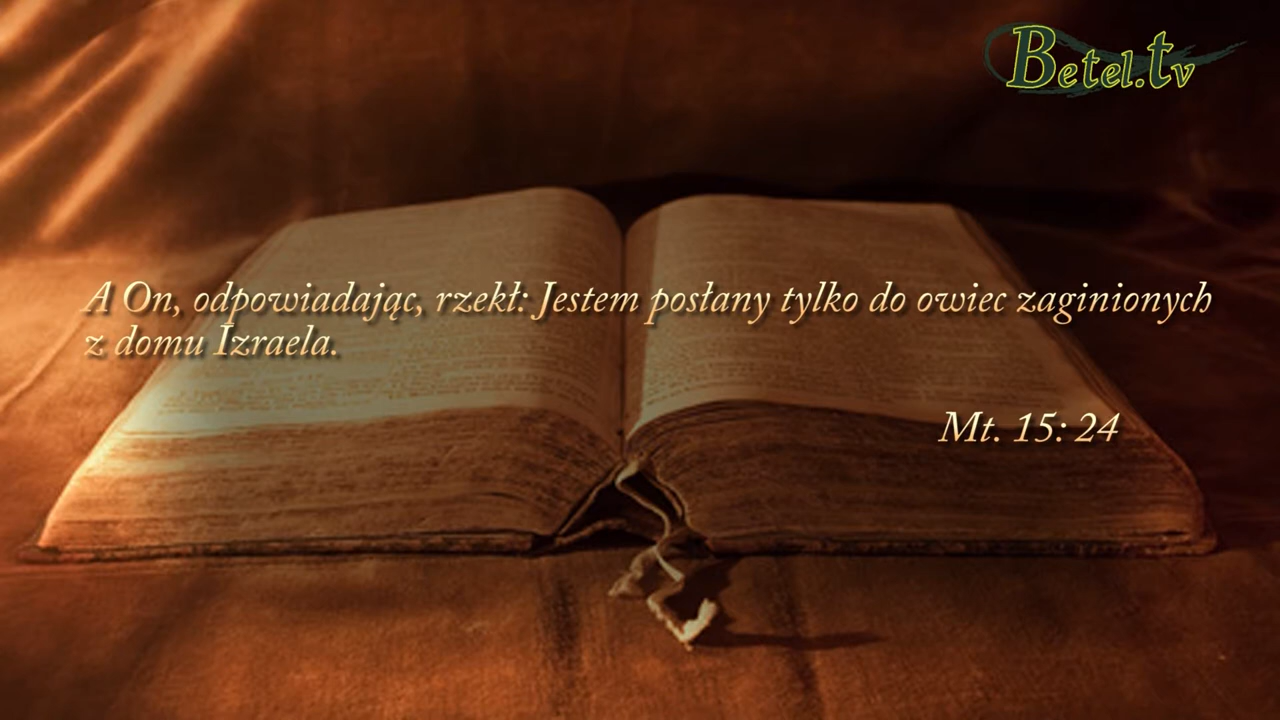 Betel.tv
A On, odpowiadając, rzekł: Jestem posłany tylko do owiec zaginionych
z domu Izraela.
Mt. 15: 24